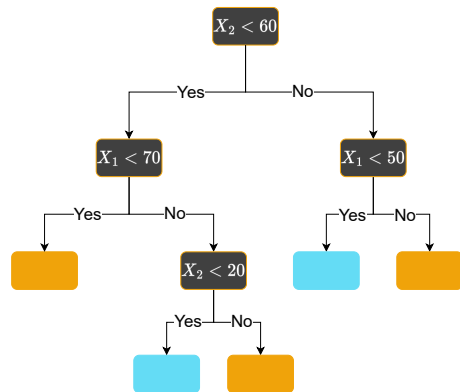 X₂ < 60
Yes
No
X₁ < 70
X₁ < 50
Yes
No
Yes
No
X₂ < 20
Yes
No